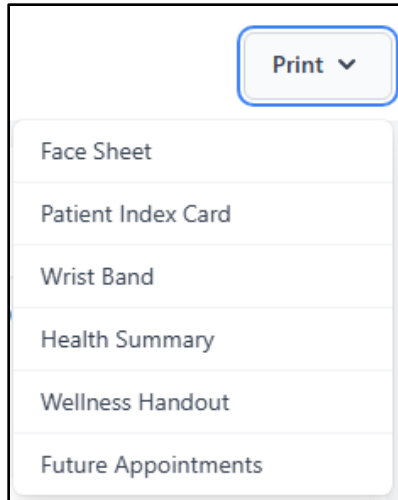 Print
Face Sheet
Patient Index Card
Wrist Band
Health Summary
Wellness Handout
Future Appointments